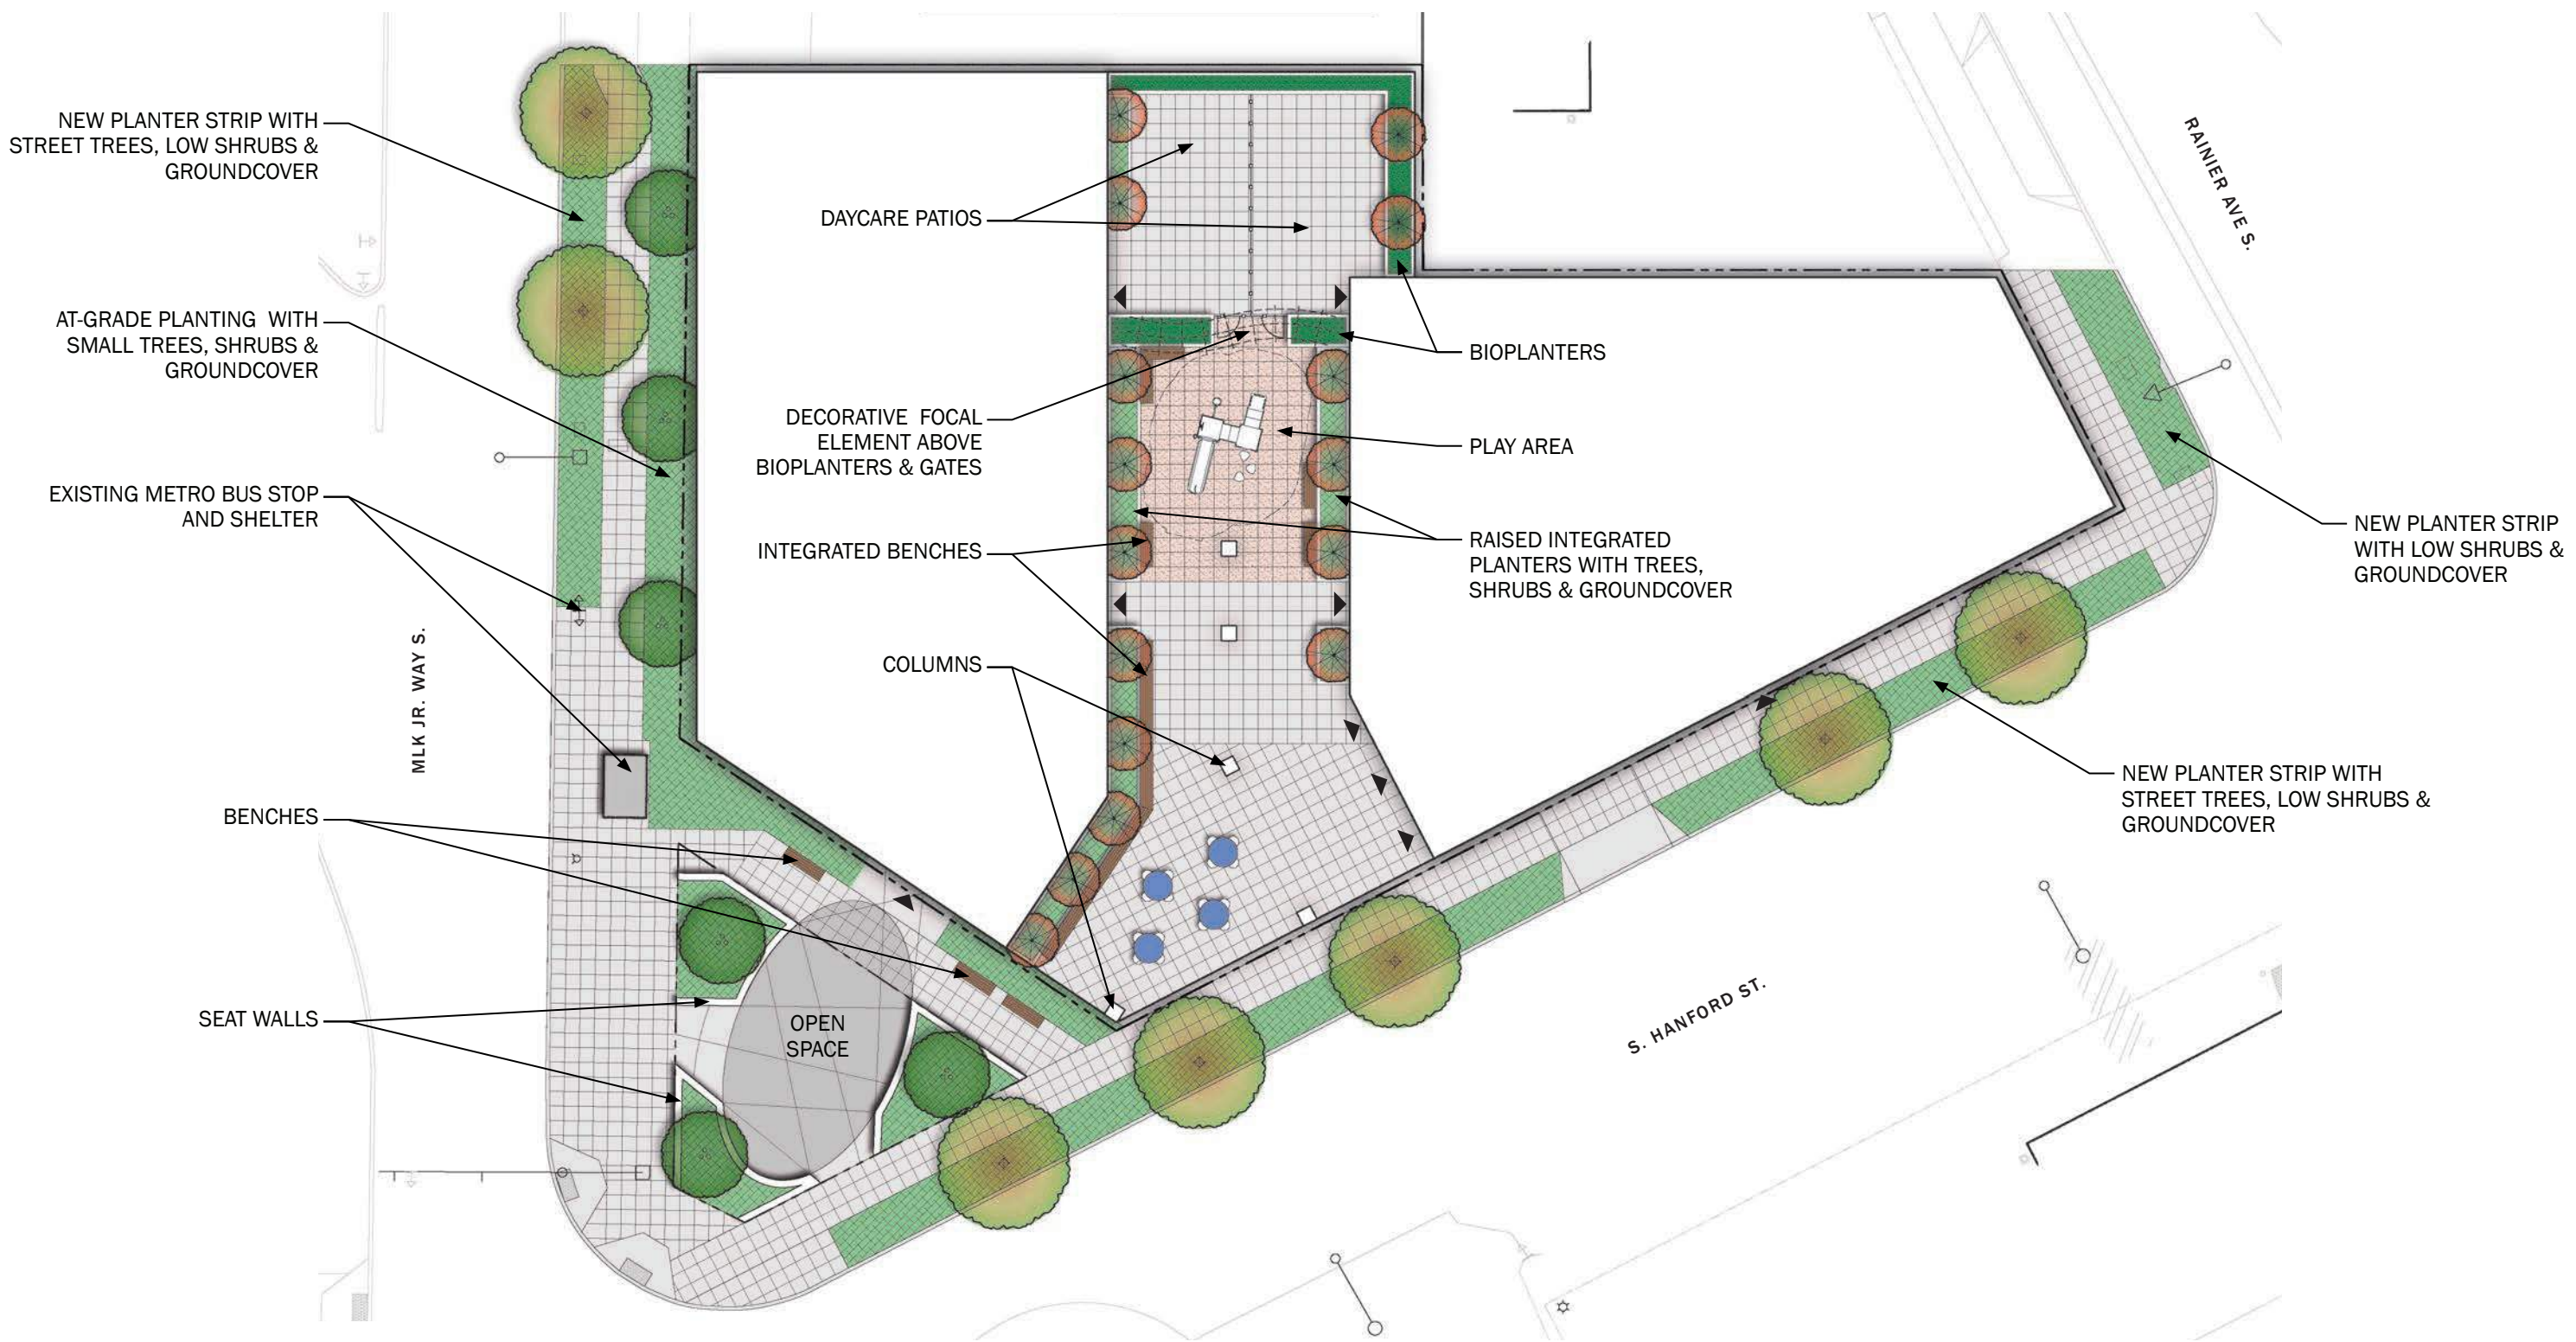 NEW PLANTER STRIP WITH
STREET TREES, LOW SHRUBS &
GROUNDCOVER
AT-GRADE PLANTING WITH
SMALL TREES, SHRUBS &
GROUNDCOVER
EXISTING METRO BUS STOP
AND SHELTER
MLK JR. WAY S.
BENCHES
SEAT WALLS
DAYCARE PATIOS
DECORATIVE FOCAL
ELEMENT ABOVE
BIOPLANTERS & GATES
INTEGRATED BENCHES
COLUMNS
OPEN
SPACE
BIOPLANTERS
PLAY AREA
RAISED INTEGRATED
PLANTERS WITH TREES,
SHRUBS & GROUNDCOVER
RAINIER AVE S.
NEW PLANTER STRIP
WITH LOW SHRUBS &
GROUNDCOVER
NEW PLANTER STRIP WITH
STREET TREES, LOW SHRUBS &
GROUNDCOVER
S. HANFORD ST.